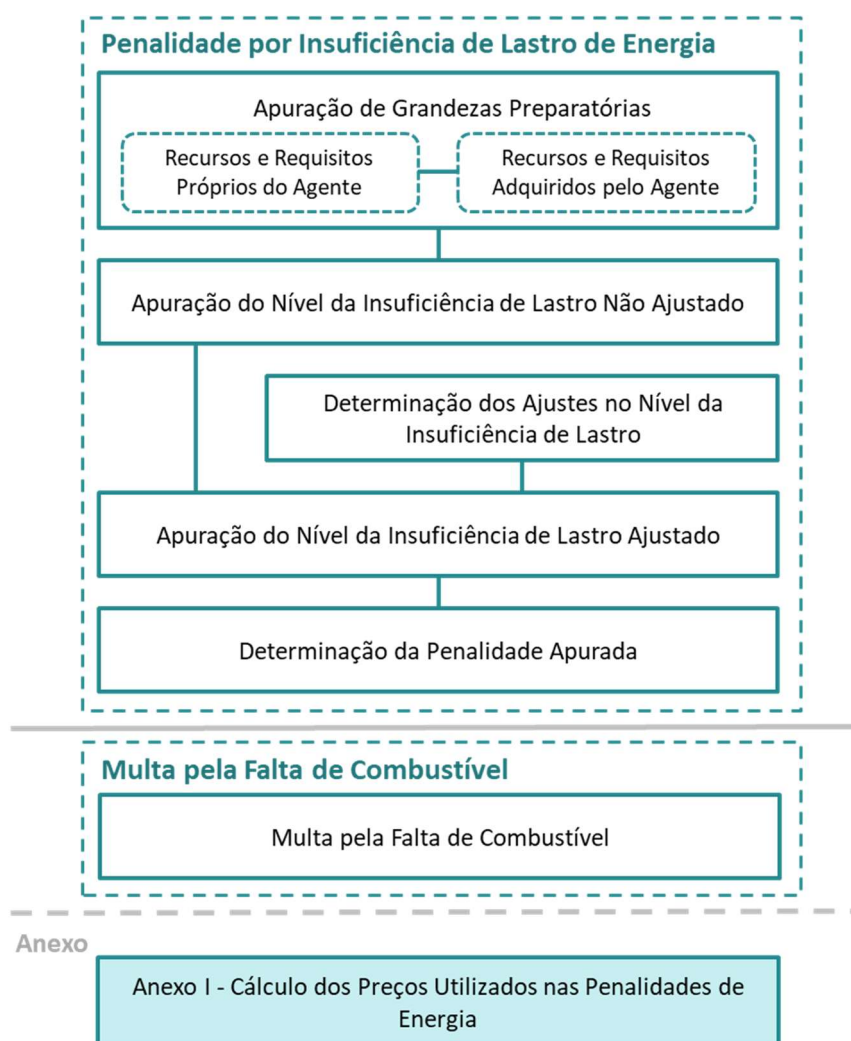 Penalidade por Insuficiência de Lastro de Energia
Apuração de Grandezas Preparatórias
Recursos e Requisitos
Próprios do Agente
Recursos e Requisitos
Adquiridos pelo Agente
Apuração do Nível da Insuficiência de Lastro Não Ajustado
Determinação dos Ajustes no Nível da
Insuficiência de Lastro
Apuração do Nível da Insuficiência de Lastro Ajustado
Determinação da Penalidade Apurada
Multa pela Falta de Combustível
Multa pela Falta de Combustível
Anexo
Anexo I - Cálculo dos Preços Utilizados nas Penalidades de
Energia